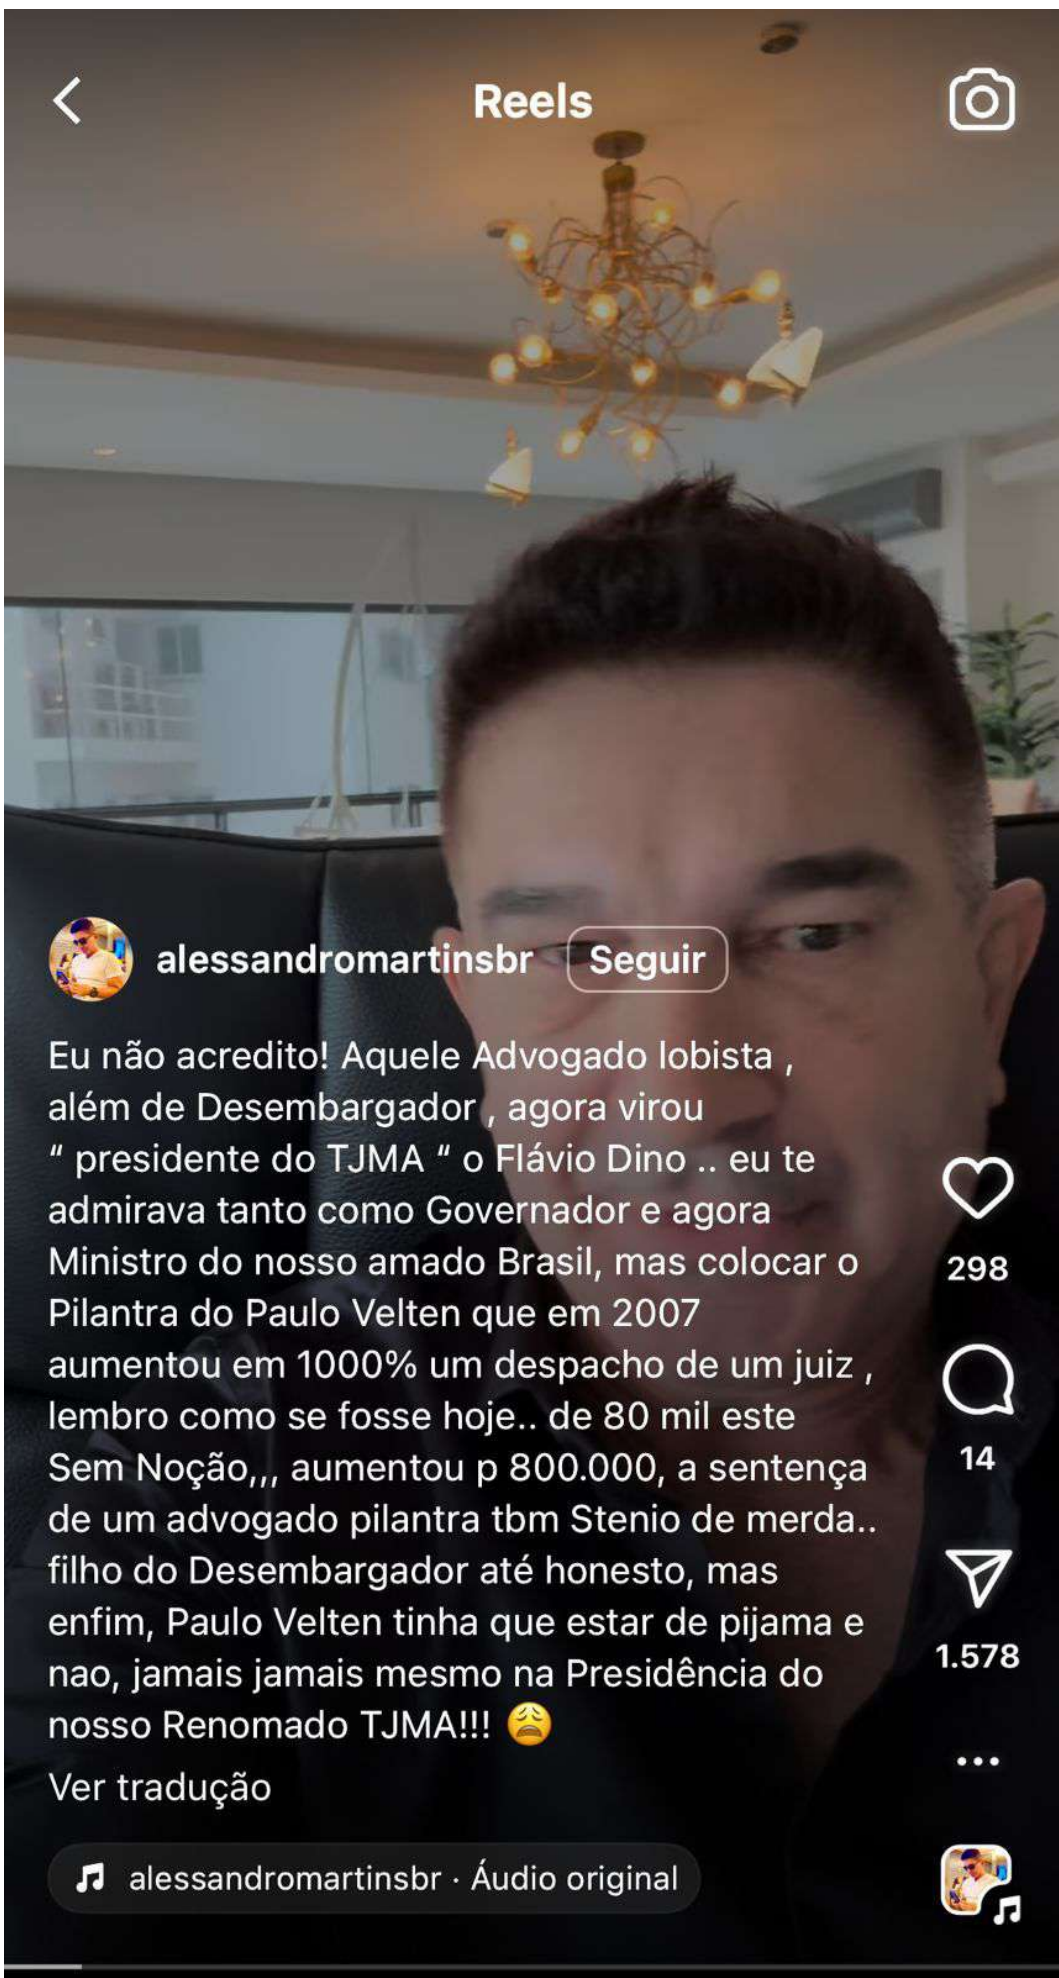 Reels
alessandromartinsbr
Seguir
Eu não acredito! Aquele Advogado lobista ,
além de Desembargador , agora virou
“ presidente do TJMA “ o Flávio Dino .. eu te
admirava tanto como Governador e agora
Ministro do nosso amado Brasil, mas colocar o
Pilantra do Paulo Velten que em 2007
aumentou em 1000% um despacho de um juiz ,
lembro como se fosse hoje.. de 80 mil este
Sem Noção,,, aumentou p 800.000, a sentença
de um advogado pilantra tbm Stenio de merda..
filho do Desembargador até honesto, mas
enfim, Paulo Velten tinha que estar de pijama e
nao, jamais jamais mesmo na Presidência do
nosso Renomado TJMA!!! 😩
Ver tradução
298
14
1.578
alessandromartinsbr · Áudio original